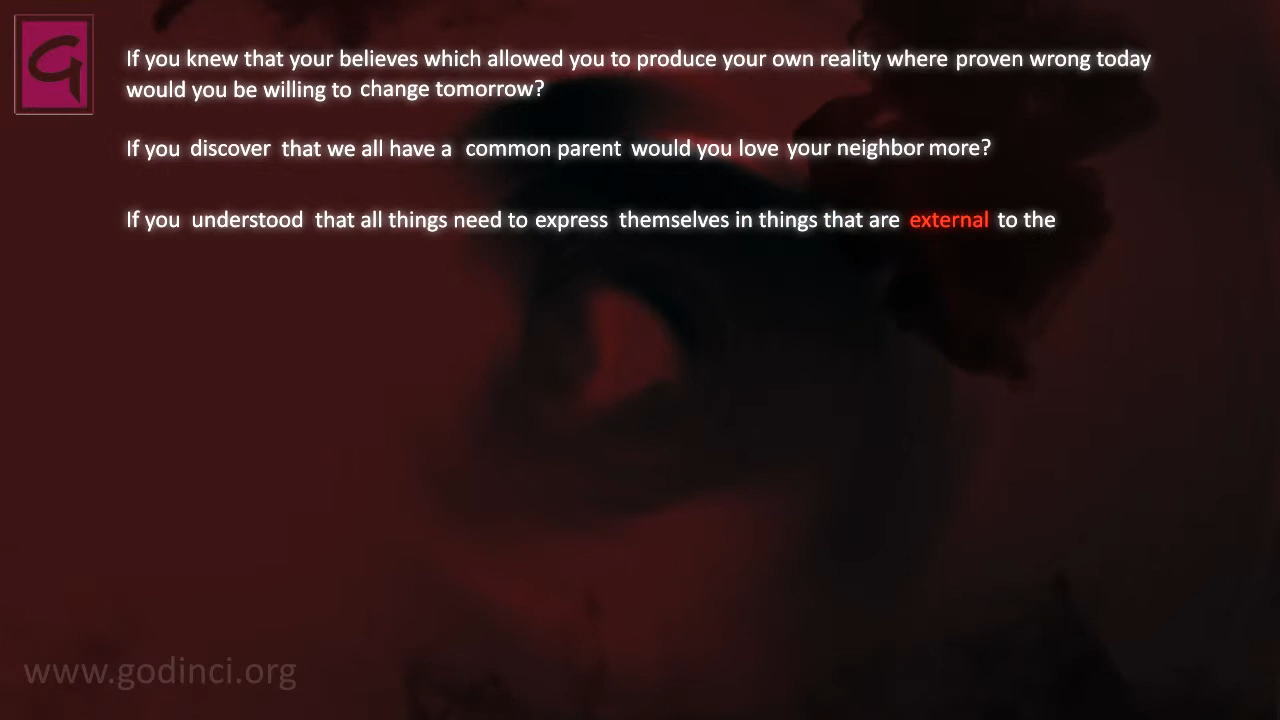 G
If you knew that your believes which allowed you to produce your own reality where proven wrong today
would you be willing to change tomorrow?
If you discover that we all have a common parent would you love your neighbor more?
If you understood that all things need to express themselves in things that are external to the
www.godinci.org